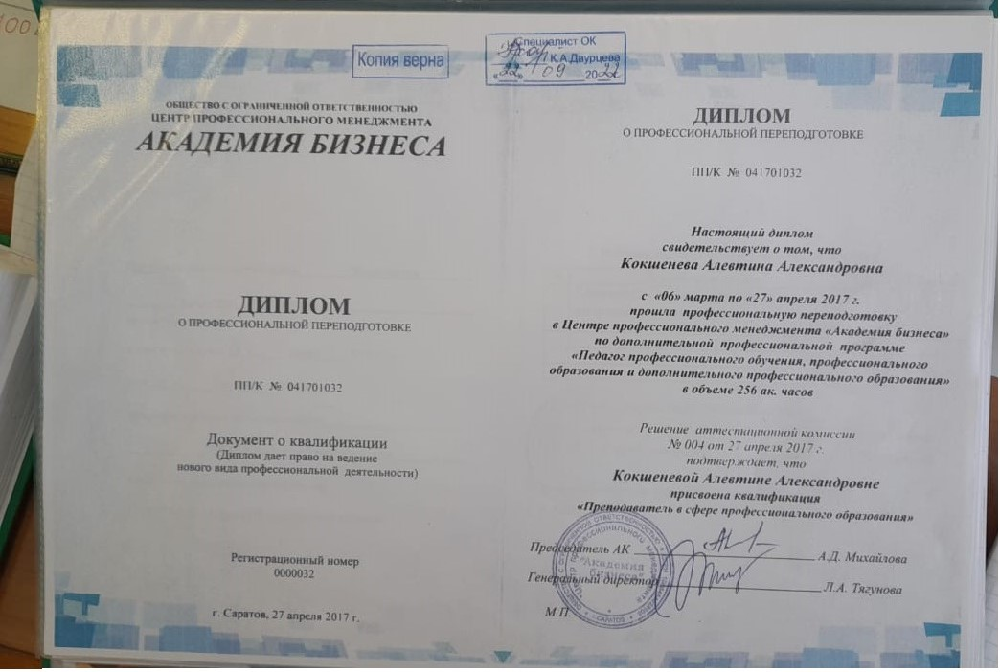 Копия верна
Специалист ОК
К.А.Даурцева
«22» 09 2022
ОБЩЕСТВО С ОГРАНИЧЕННОЙ ОТВЕТСТВЕННОСТЬЮ
ЦЕНТР ПРОФЕССИОНАЛЬНОГО МЕНЕДЖМЕНТА
АКАДЕМИЯ БИЗНЕСА
ДИПЛОМ
О ПРОФЕССИОНАЛЬНОЙ ПЕРЕПОДГОТОВКЕ
ПП/К № 041701032
Документ о квалификации
(Диплом дает право на ведение
нового вида профессиональной деятельности)
Регистрационный номер
0000032
г. Саратов, 27 апреля 2017 г.
ДИПЛОМ
О ПРОФЕССИОНАЛЬНОЙ ПЕРЕПОДГОТОВКЕ
ПП/К № 041701032
Настоящий диплом
свидетельствует о том, что
Кокшенева Алевтина Александровна
с «06» марта по «27» апреля 2017 г.
прошла профессиональную переподготовку
в Центре профессионального менеджмента «Академия бизнеса»
по дополнительной профессиональной программе
«Педагог профессионального обучения, профессионального
образования и дополнительного профессионального образования»
в объеме 256 ак. часов
Решение аттестационной комиссии
№ 004 от 27 апреля 2017 г.
подтверждает, что
Кокшеневой Алевтине Александровне
присвоена квалификация
«Преподаватель в сфере профессионального образования»
Председатель АК А.Д. Михайлова
Генеральный директор Л.А. Тягунова
М.П.
"Академия
бизнеса"